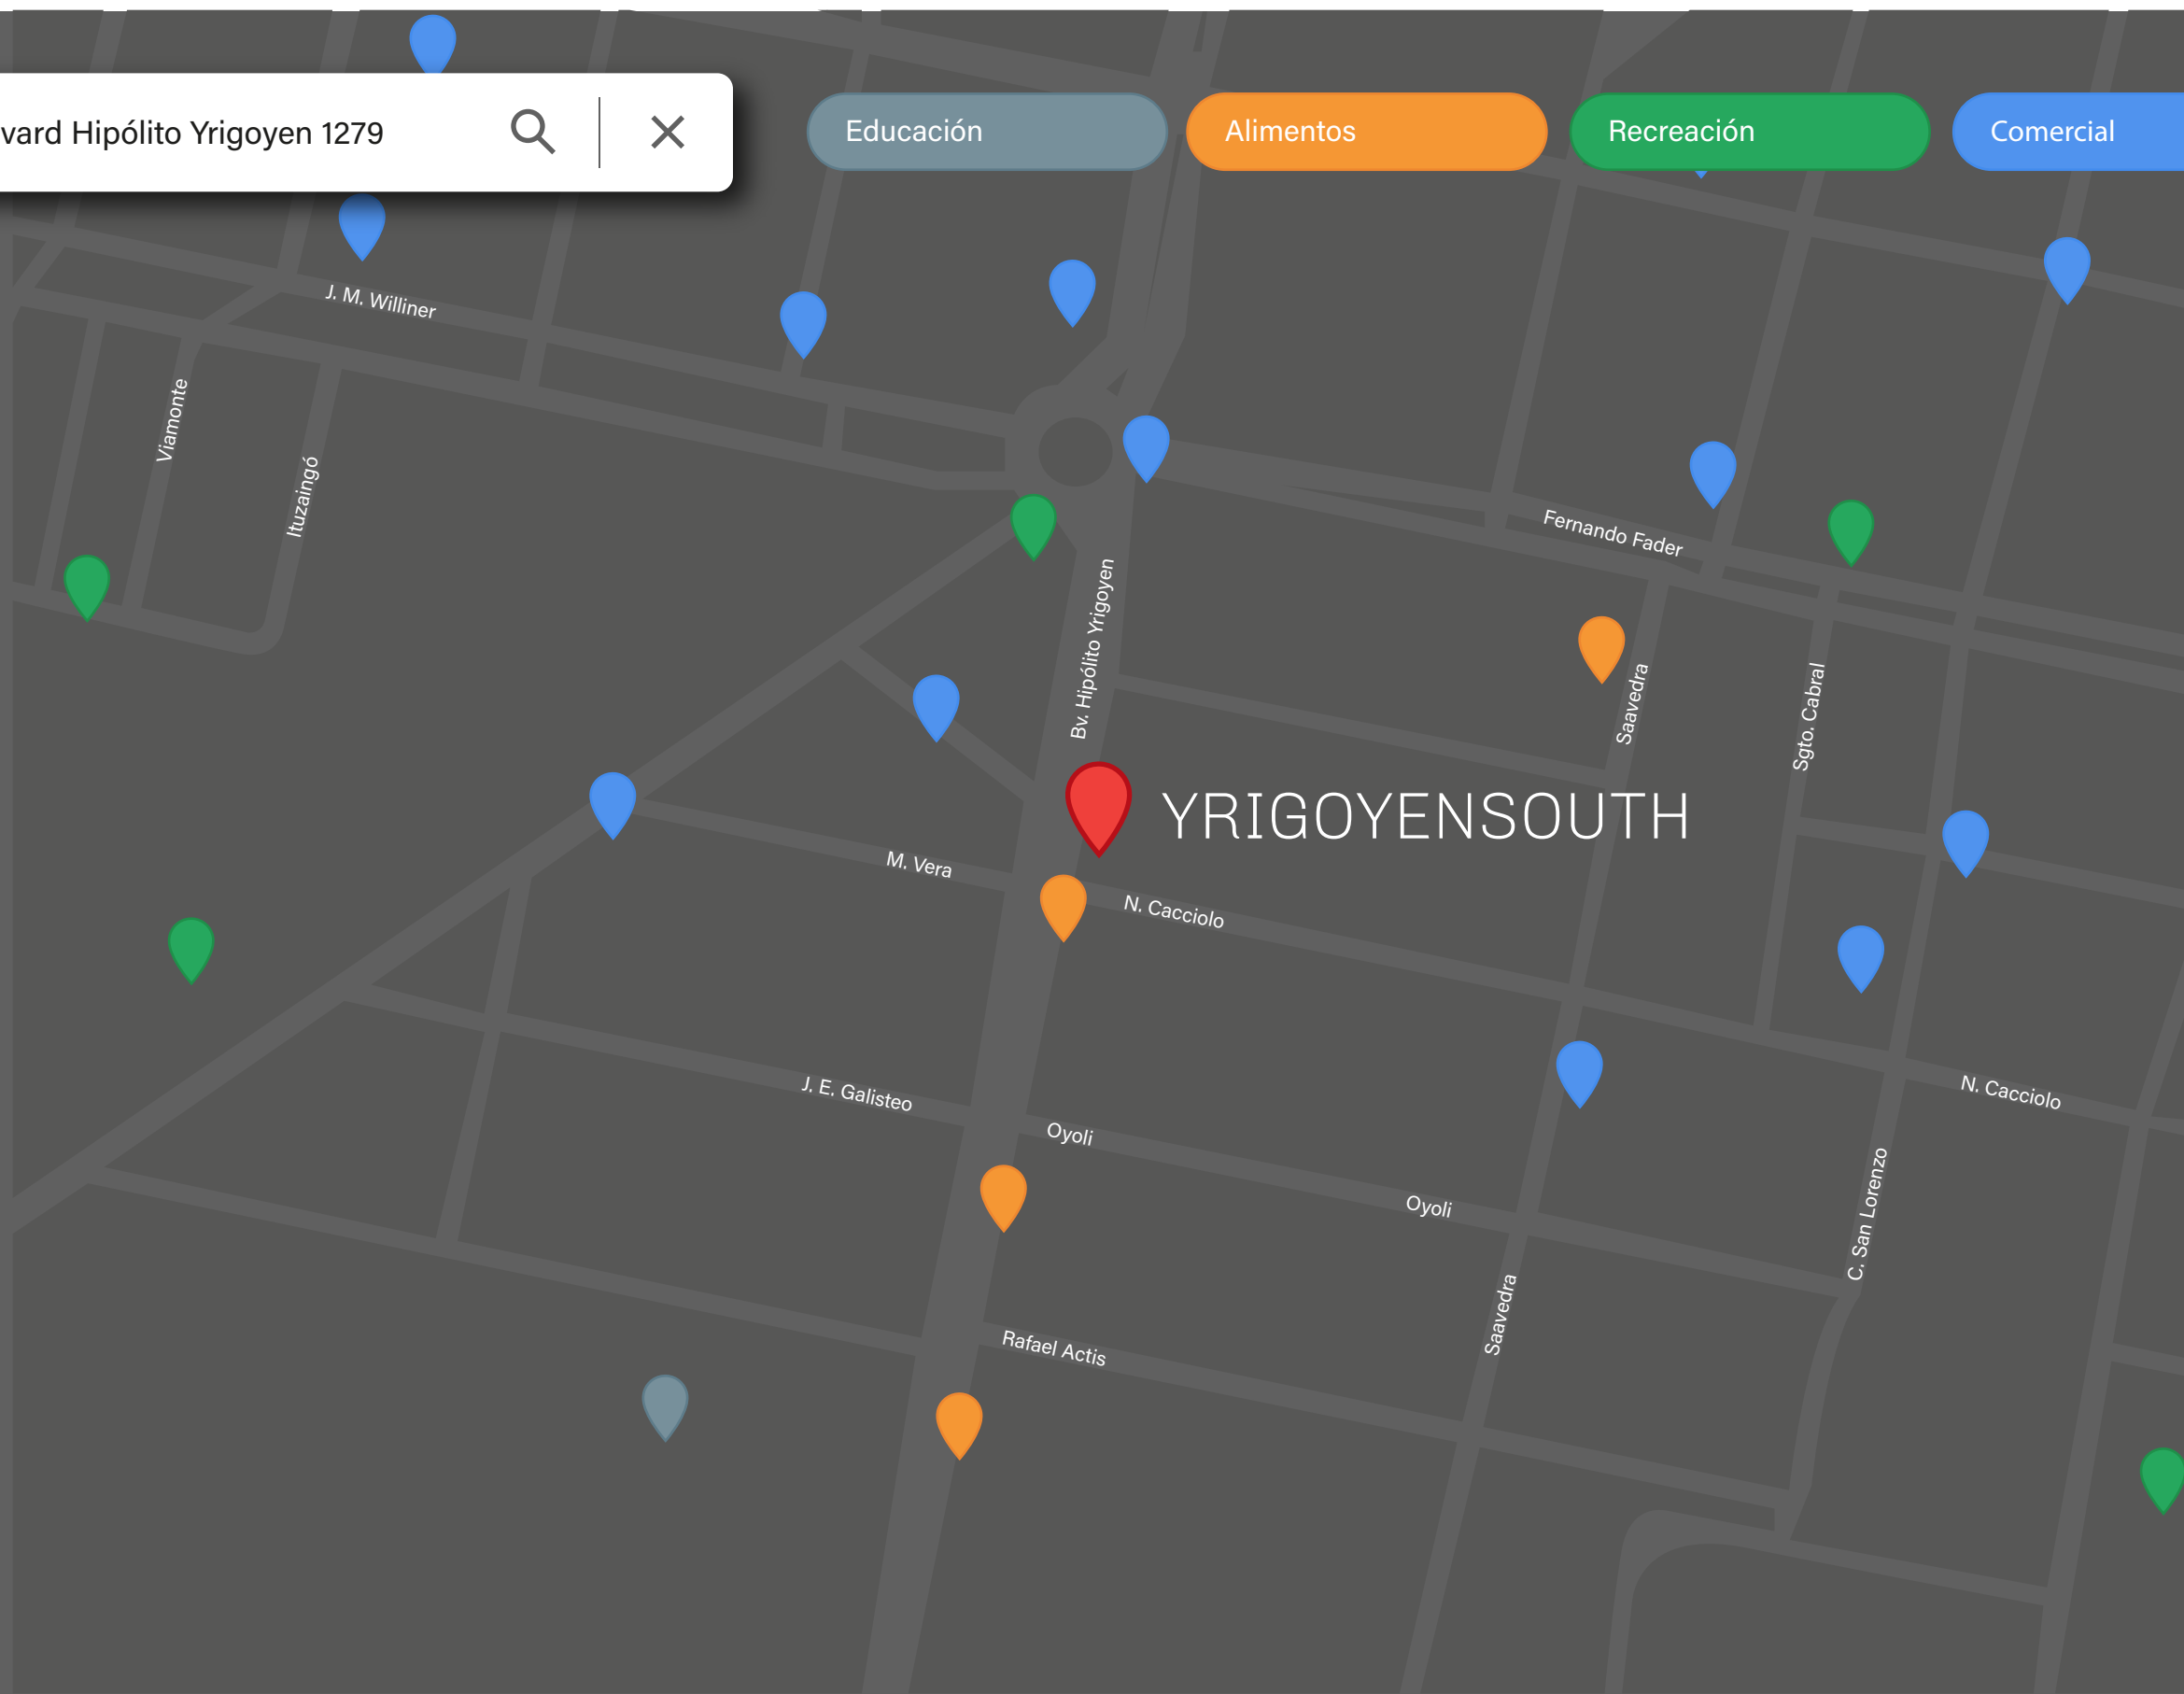 vard Hipólito Yrigoyen 1279
Educación
Alimentos
Recreación
Comercial
J. M. Williner
Viamonte
Ituzaingó
Fernando Fader
Bv. Hipólito Yrigoyen
Saavedra
Sgto. Cabral
YRIGOYENSOUTH
M. Vera
N. Cacciolo
J. E. Galisteo
Oyoli
N. Cacciolo
Oyoli
C. San Lorenzo
Saavedra
Rafael Actis